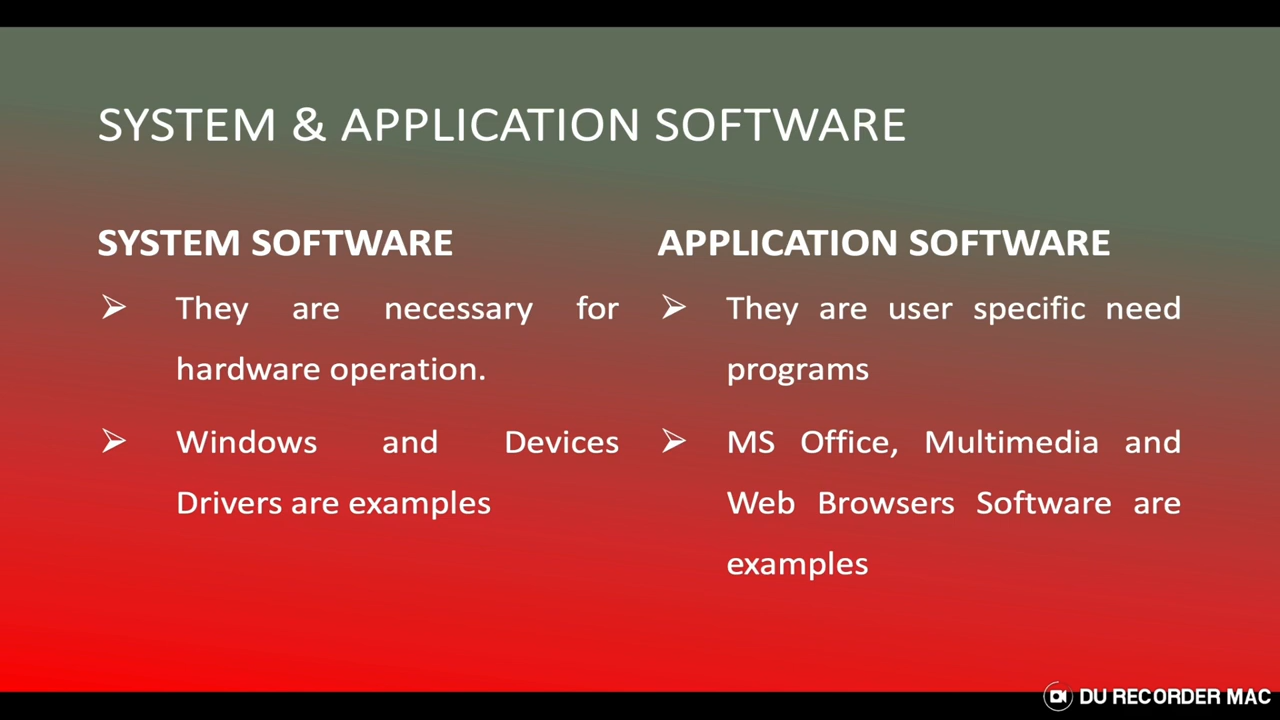 SYSTEM & APPLICATION SOFTWARE
SYSTEM SOFTWARE
They are necessary for
hardware operation.
Windows and Devices
Drivers are examples
APPLICATION SOFTWARE
They are user specific need
programs
MS Office, Multimedia and
Web Browsers Software are
examples
DU RECORDER MAC